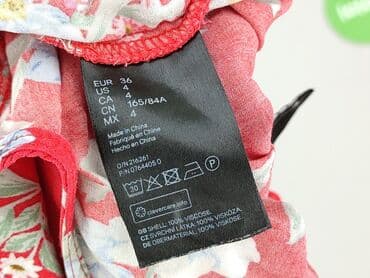 EUR 36
US 4
CA 4
CN 165/84A
MX 4
Made in China
Fabriqué en Chine
Hecho en China
O/N 216261
P/N 0764405 0
30
P
clevercare.info
GB SHELL: 100% VISCOSE,
CZ SVRCHNÍ LÁTKA: 100% VISKÓZA,
DE OBERMATERIAL: 100% VISKOSE,